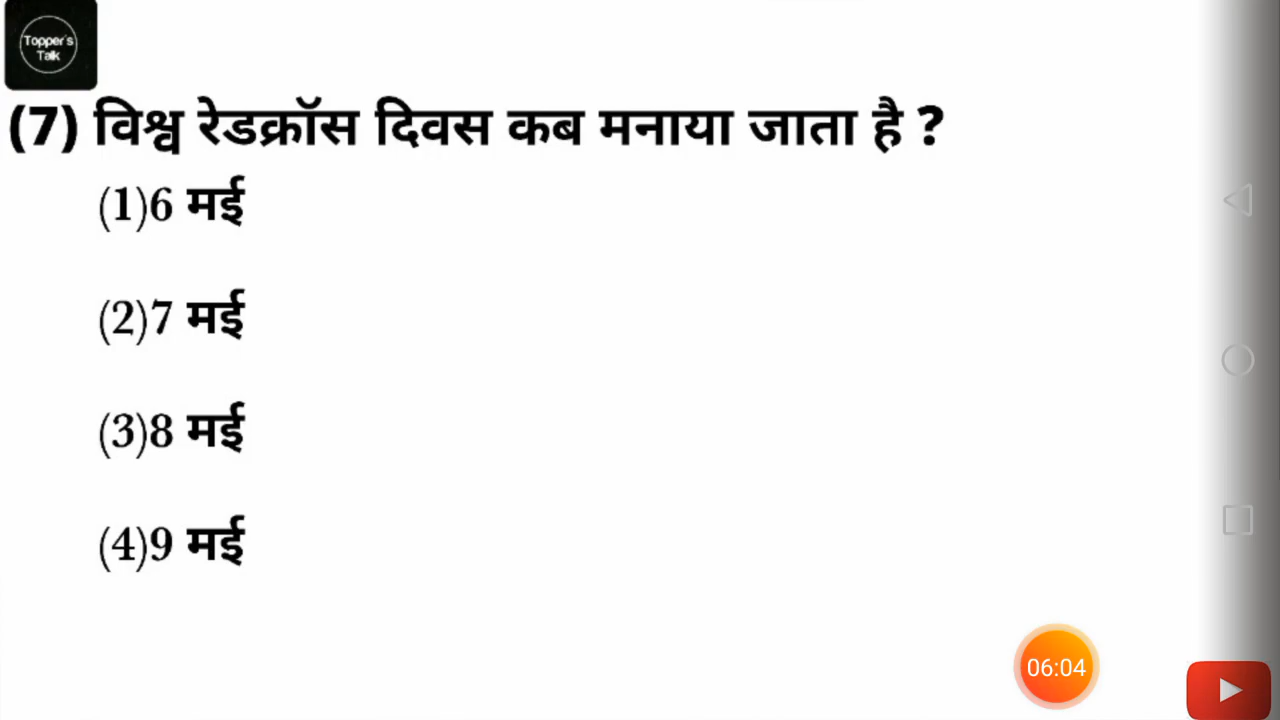 Topper's
Talk
(7) विश्व रेडक्रॉस दिवस कब मनाया जाता है ?
(1)6 मई
(2)7 मई
(3)8 मई
(4)9 मई
06:04